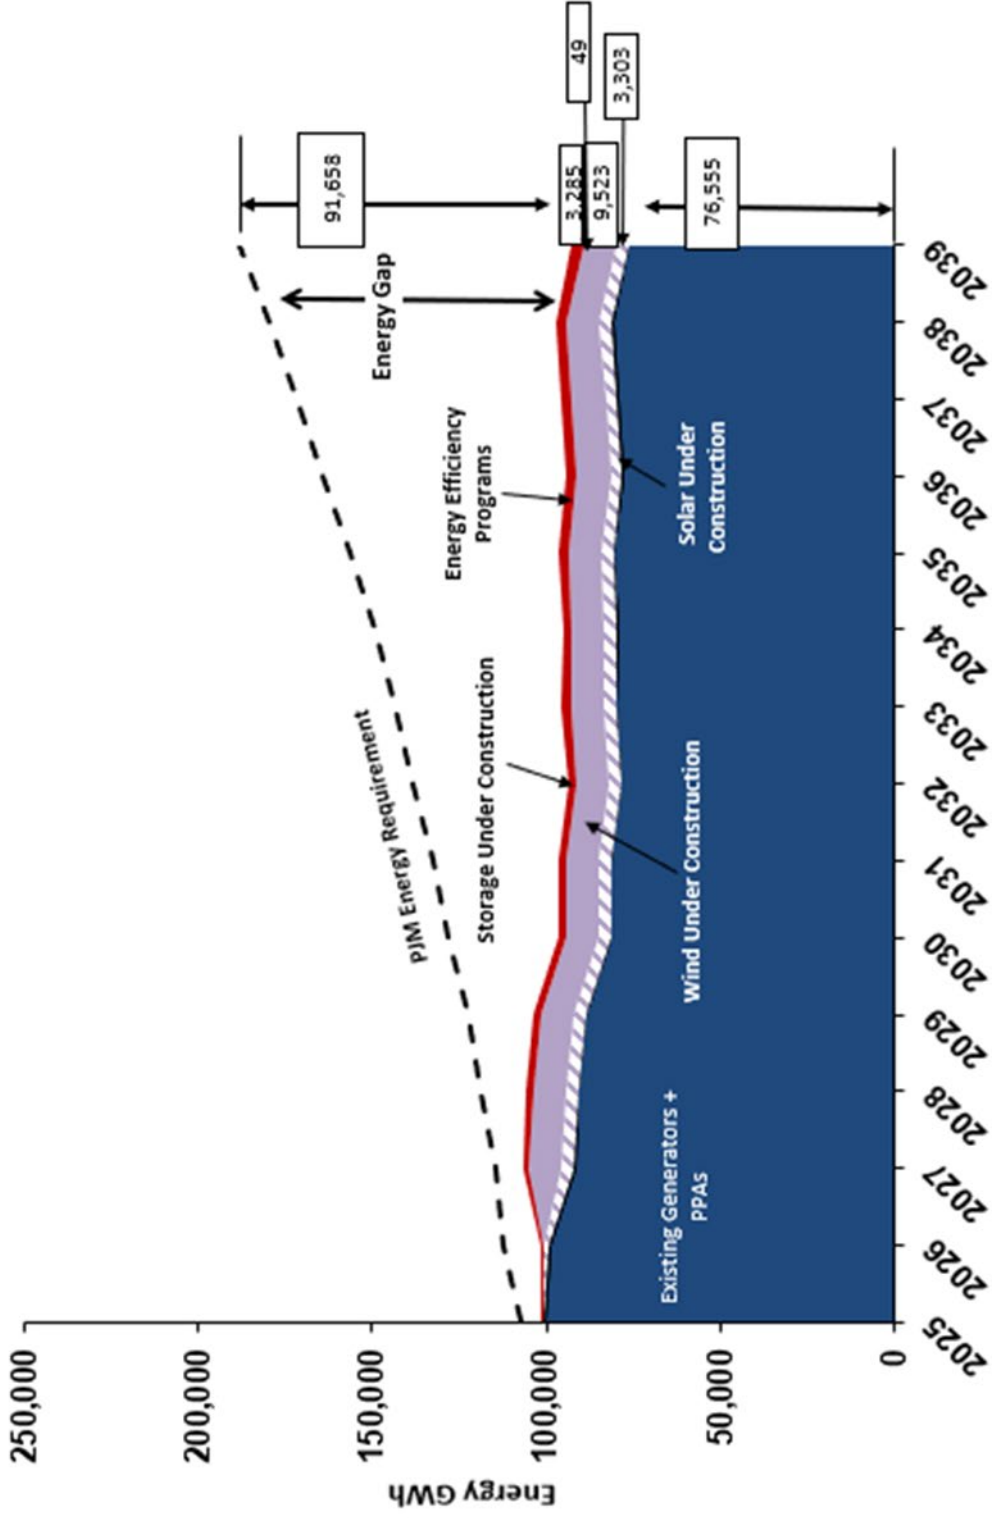 250,000
200,000
150,000
100,000
50,000
0
Energy GWh
2025
2026
2027
2028
2029
2030
2031
2032
2033
2034
2035
2036
2037
2038
2039
PJM Energy Requirement
Storage Under Construction
Energy Efficiency
Programs
Energy Gap
Existing Generators +
PPAs
Wind Under Construction
Solar Under
Construction
91,658
3,285
49
9,523
3,303
76,555